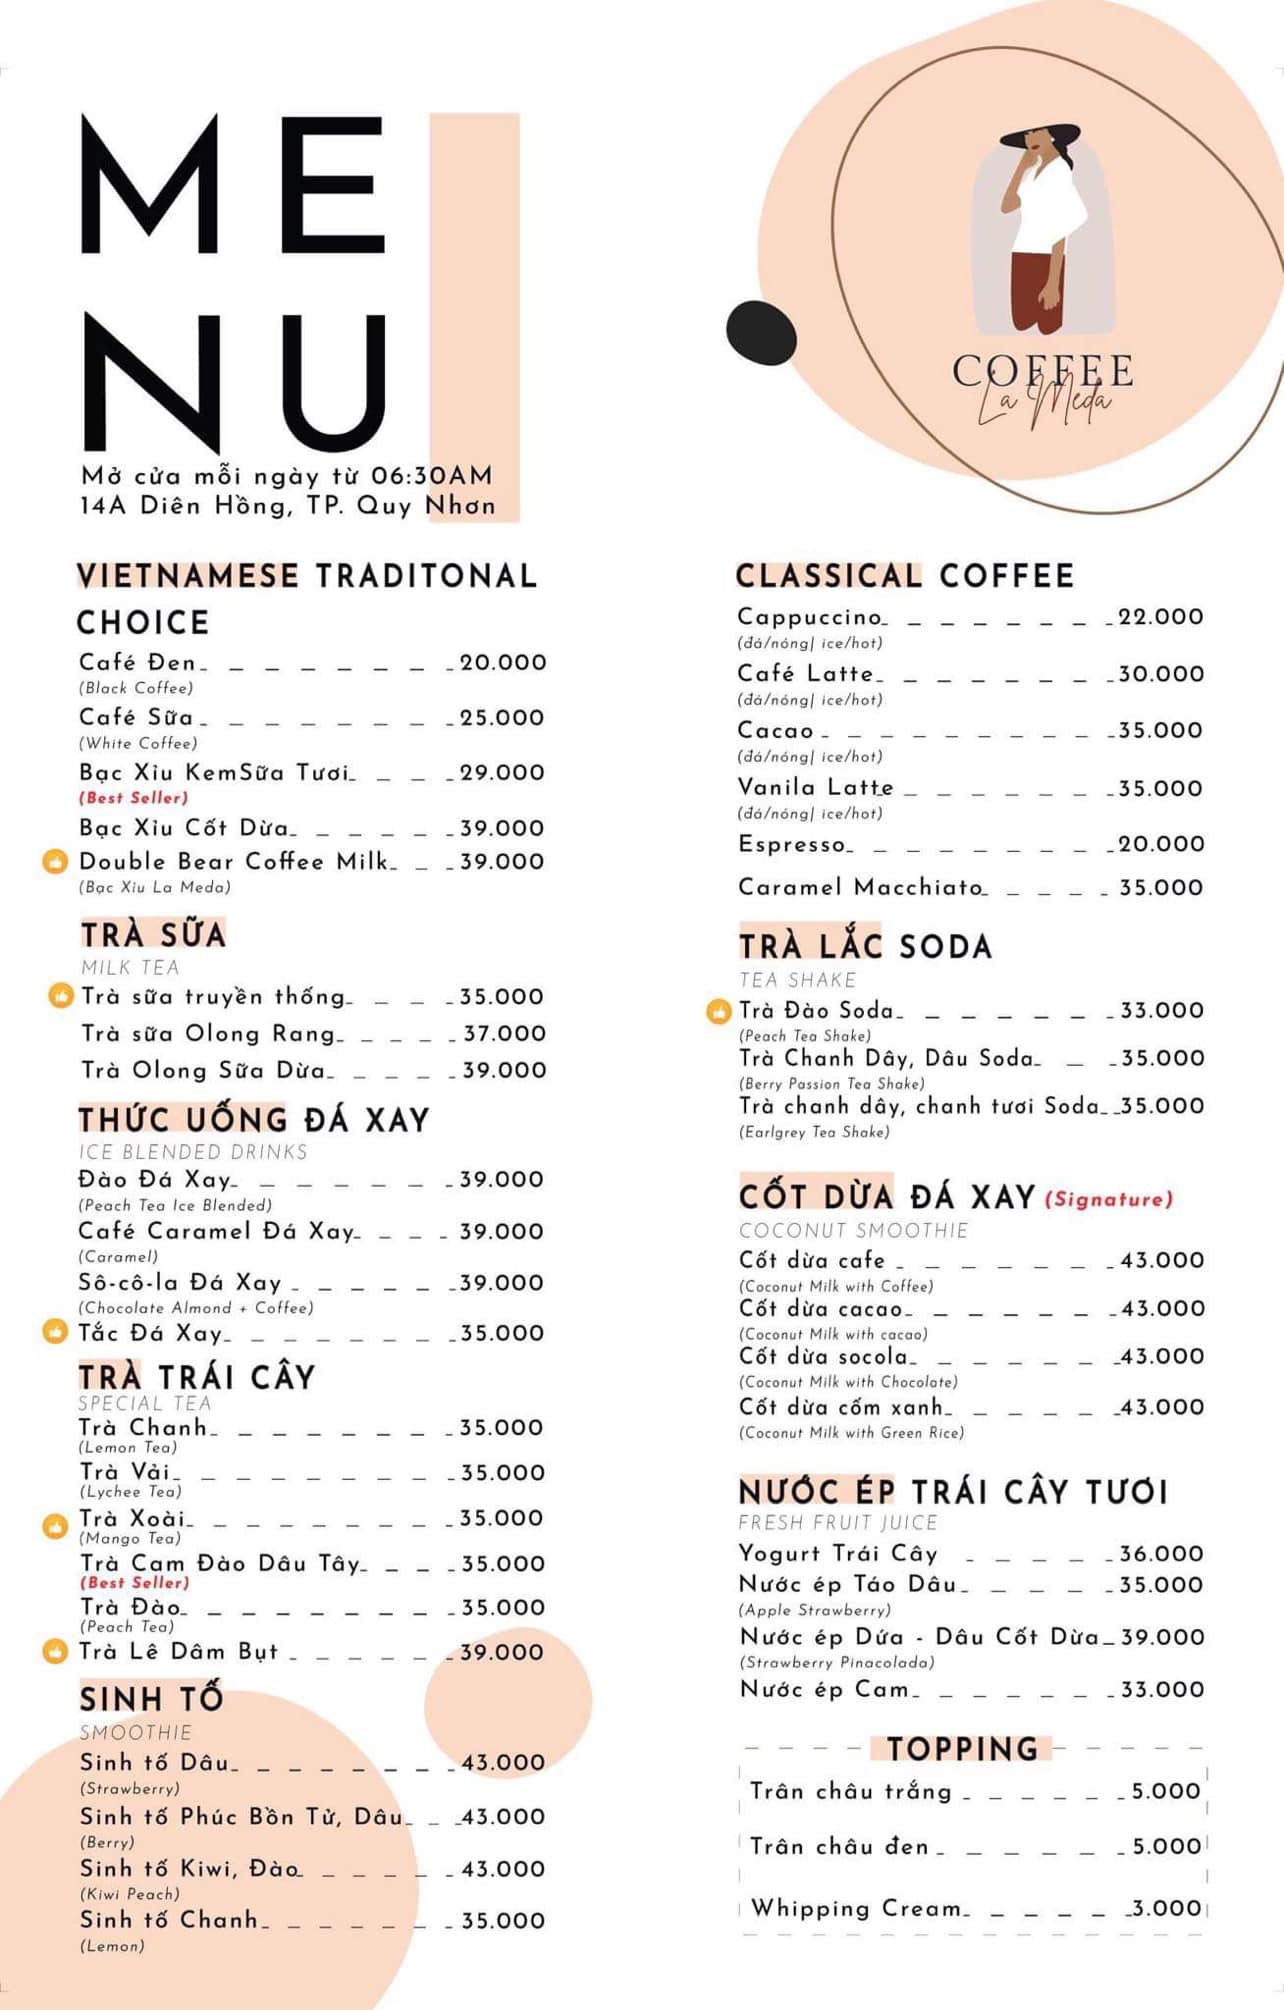 ME
NU
Mở cửa mỗi ngày từ 06:30AM
14A Diên Hồng, TP. Quy Nhơn
COFFEE
La Meda
VIETNAMESE TRADITONAL
CHOICE
Café Đen 20.000
(Black Coffee)
Café Sữa 25.000
(White Coffee)
Bạc Xỉu KemSữa Tươi 29.000
(Best Seller)
Bạc Xỉu Cốt Dừa 39.000
Double Bear Coffee Milk 39.000
(Bạc Xỉu La Meda)
TRÀ SỮA
MILK TEA
Trà sữa truyền thống 35.000
Trà sữa Olong Rang 37.000
Trà Olong Sữa Dừa 39.000
THỨC UỐNG ĐÁ XAY
ICE BLENDED DRINKS
Đào Đá Xay 39.000
(Peach Tea Ice Blended)
Café Caramel Đá Xay 39.000
(Caramel)
Sô-cô-la Đá Xay 39.000
(Chocolate Almond + Coffee)
Tắc Đá Xay 35.000
TRÀ TRÁI CÂY
SPECIAL TEA
Trà Chanh 35.000
(Lemon Tea)
Trà Vải 35.000
(Lychee Tea)
Trà Xoài 35.000
(Mango Tea)
Trà Cam Đào Dâu Tây 35.000
(Best Seller)
Trà Đào 35.000
(Peach Tea)
Trà Lê Dâm Bụt 39.000
SINH TỐ
SMOOTHIE
Sinh tố Dâu 43.000
(Strawberry)
Sinh tố Phúc Bồn Tử, Dâu 43.000
(Berry)
Sinh tố Kiwi, Đào 43.000
(Kiwi Peach)
Sinh tố Chanh 35.000
(Lemon)
CLASSICAL COFFEE
Cappuccino 22.000
(đá/nóng| ice/hot)
Café Latte 30.000
(đá/nóng| ice/hot)
Cacao 35.000
(đá/nóng| ice/hot)
Vanila Latte 35.000
(đá/nóng| ice/hot)
Espresso 20.000
Caramel Macchiato 35.000
TRÀ LẮC SODA
TEA SHAKE
Trà Đào Soda 33.000
(Peach Tea Shake)
Trà Chanh Dây, Dâu Soda 35.000
(Berry Passion Tea Shake)
Trà chanh dây, chanh tươi Soda 35.000
(Earlgrey Tea Shake)
CỐT DỪA ĐÁ XAY (Signature)
COCONUT SMOOTHIE
Cốt dừa cafe 43.000
(Coconut Milk with Coffee)
Cốt dừa cacao 43.000
(Coconut Milk with cacao)
Cốt dừa socola 43.000
(Coconut Milk with Chocolate)
Cốt dừa cốm xanh 43.000
(Coconut Milk with Green Rice)
NƯỚC ÉP TRÁI CÂY TƯƠI
FRESH FRUIT JUICE
Yogurt Trái Cây 36.000
Nước ép Táo Dâu 35.000
(Apple Strawberry)
Nước ép Dứa - Dâu Cốt Dừa 39.000
(Strawberry Pinacolada)
Nước ép Cam 33.000
TOPPING
Trân châu trắng 5.000
Trân châu đen 5.000
Whipping Cream 3.000